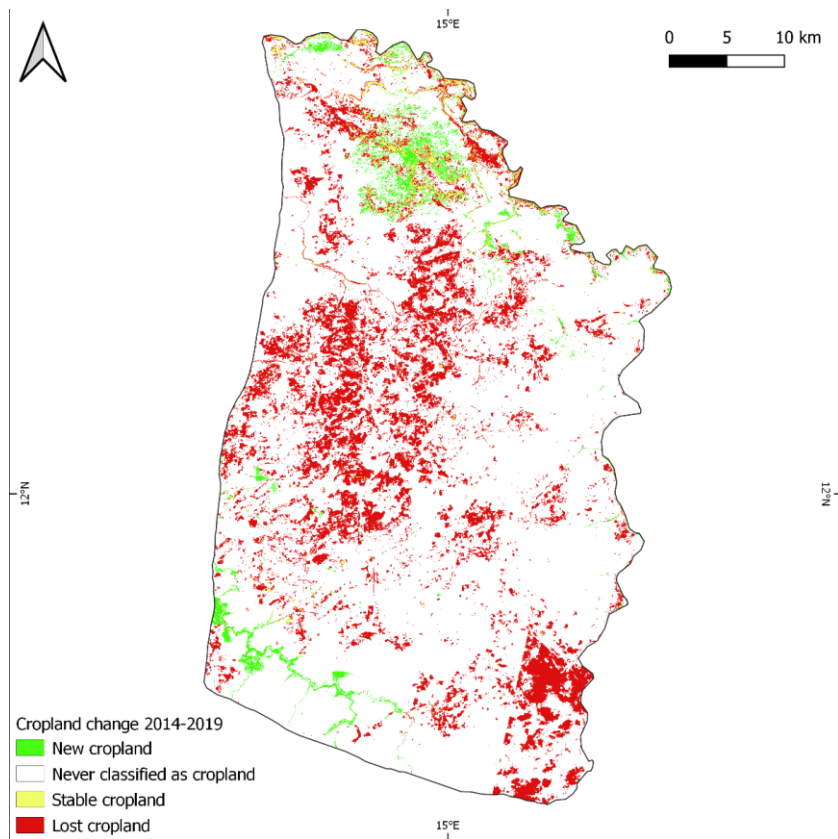 15°E
0 5 10 km
12°N
12°N
Cropland change 2014-2019
New cropland
Never classified as cropland
Stable cropland
Lost cropland
15°E